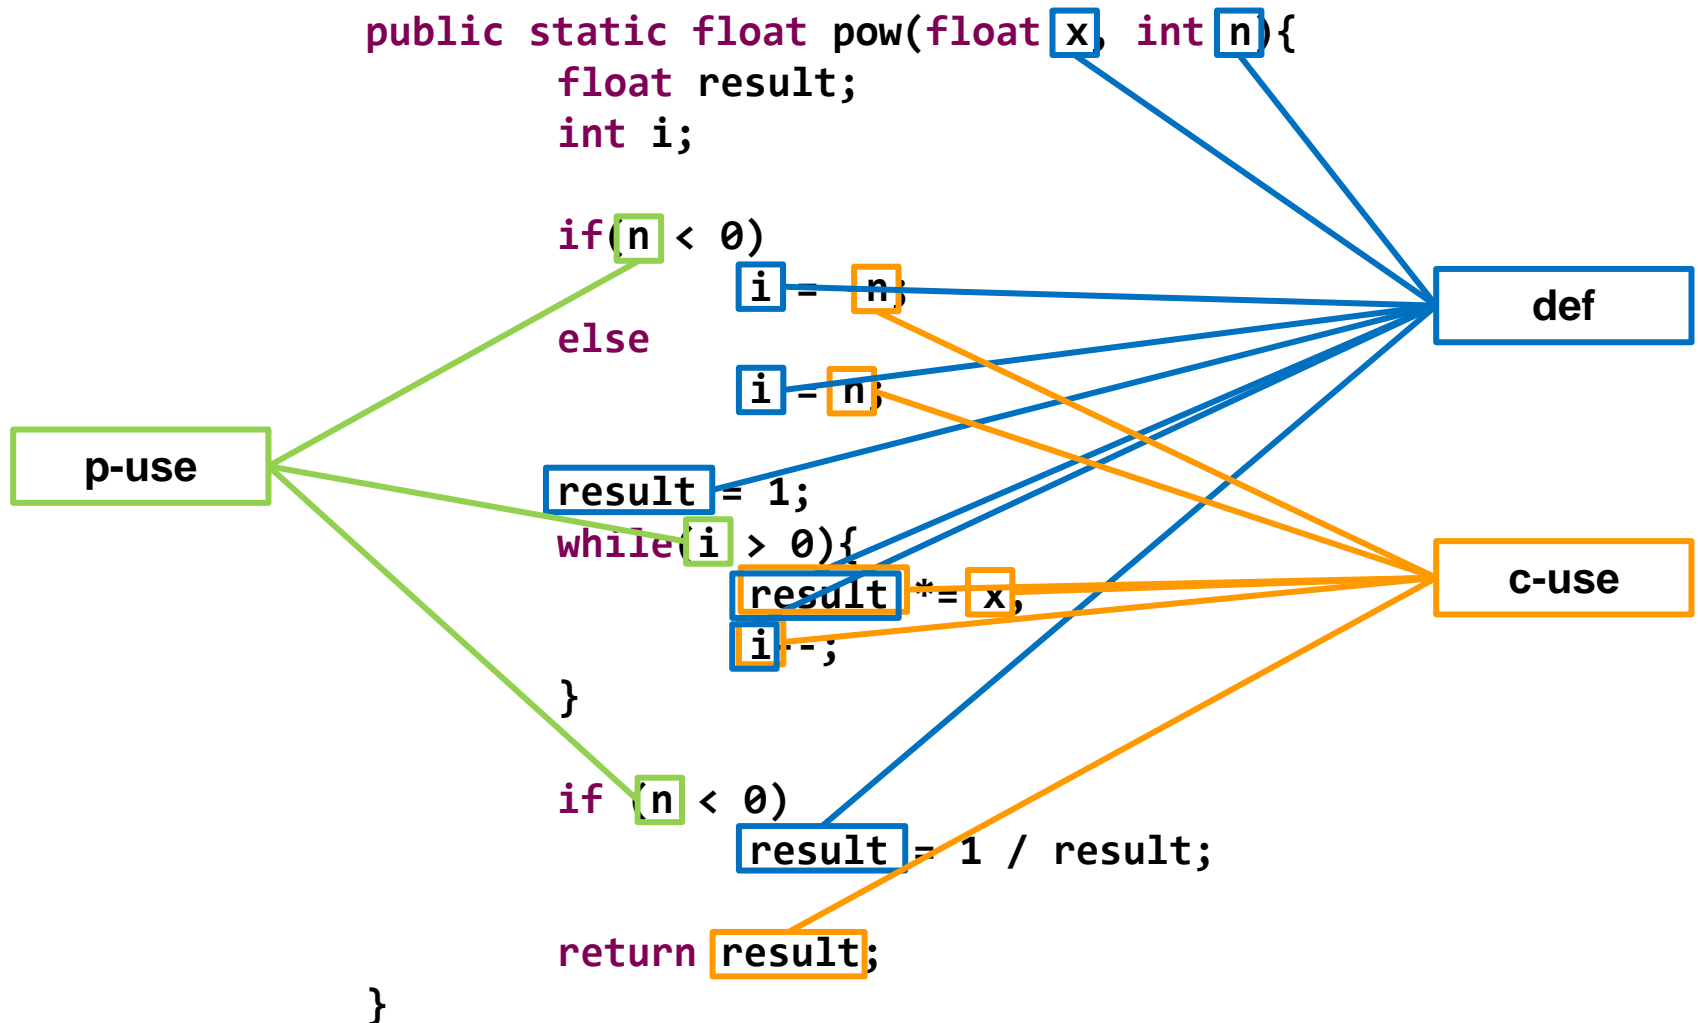 public static float pow(float x, int n){
float result;
int i;
if(n < 0)
i = n;
else
i = n;
result = 1;
while(i > 0){
result *= x;
i--;
}
if (n < 0)
result = 1 / result;
return result;
}
p-use
def
c-use